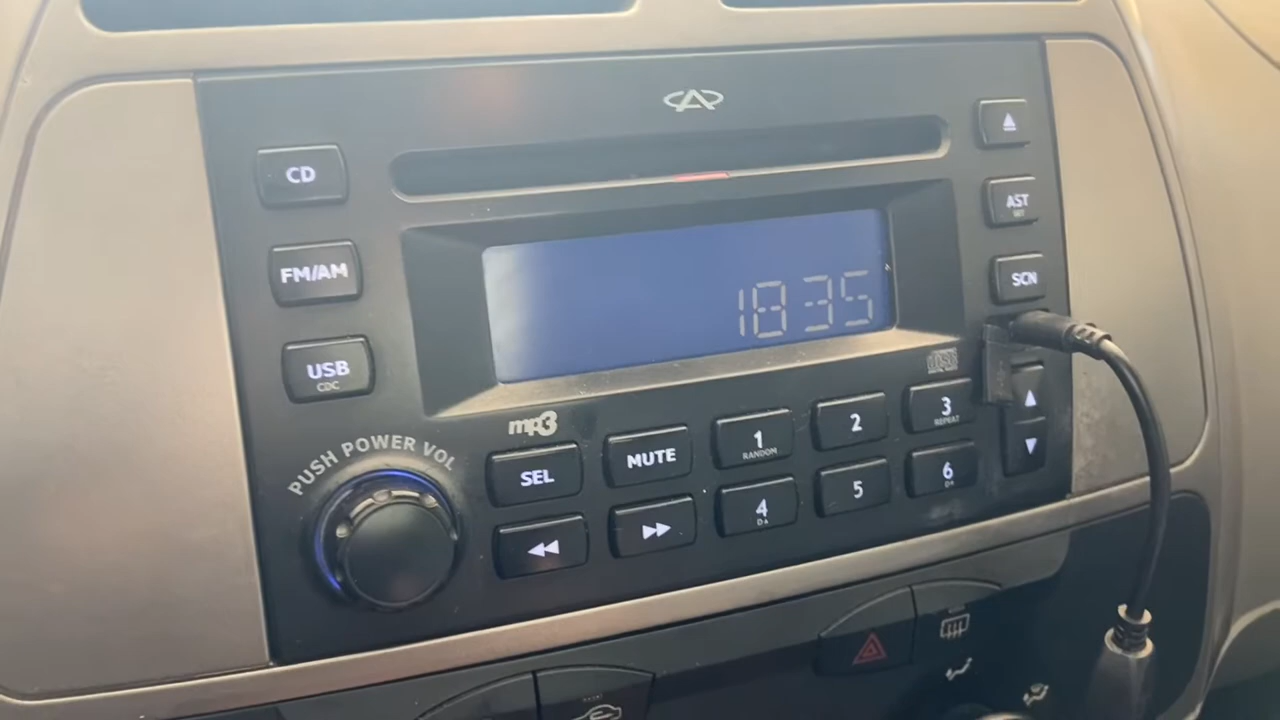 CD
FM/AM
USB
CDC
PUSH POWER VOL
AST
SCN
1835
mp3
SEL
MUTE
1
RANDOM
2
3
REPEAT
4
5
6